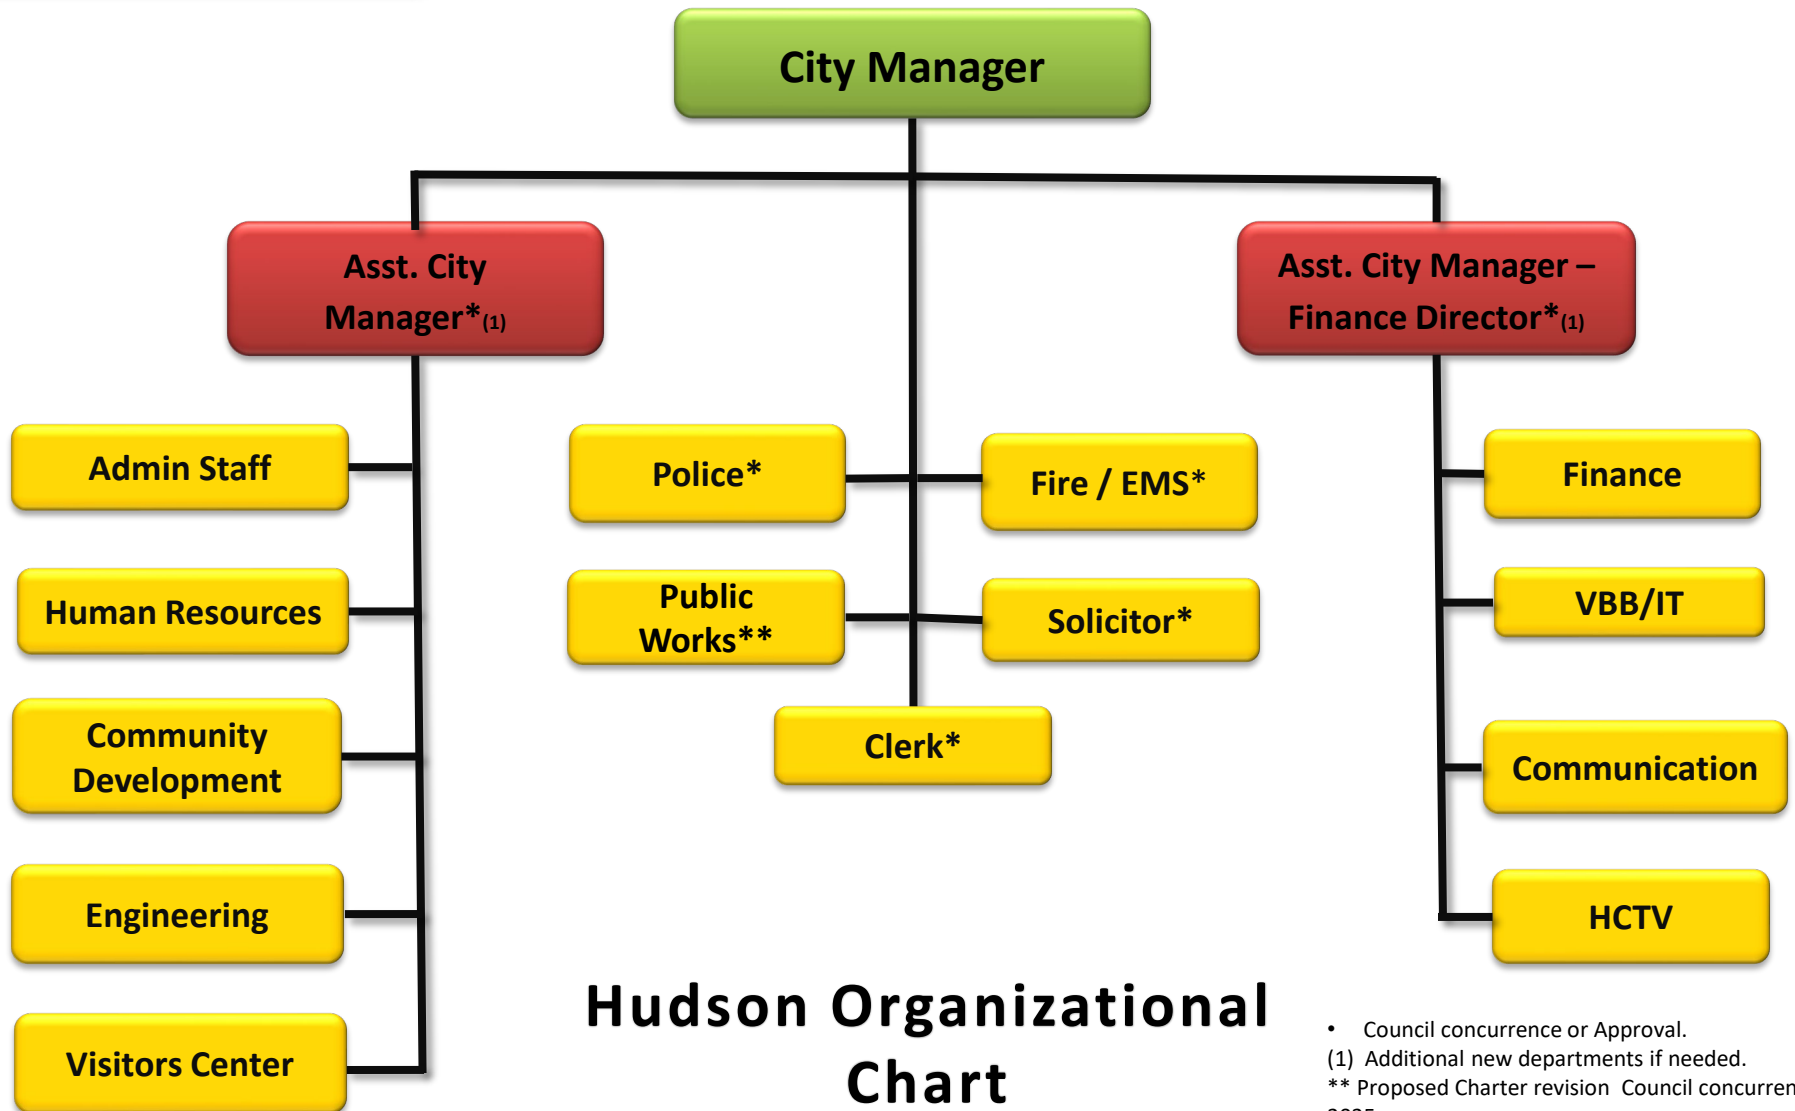 City Manager
Asst. City
Manager*(1)
Asst. City Manager –
Finance Director*(1)
Admin Staff
Human Resources
Community
Development
Engineering
Visitors Center
Police*
Fire / EMS*
Public
Works**
Solicitor*
Clerk*
Finance
VBB/IT
Communication
HCTV
Hudson Organizational
Chart
• Council concurrence or Approval.
(1) Additional new departments if needed.
** Proposed Charter revision Council concurren